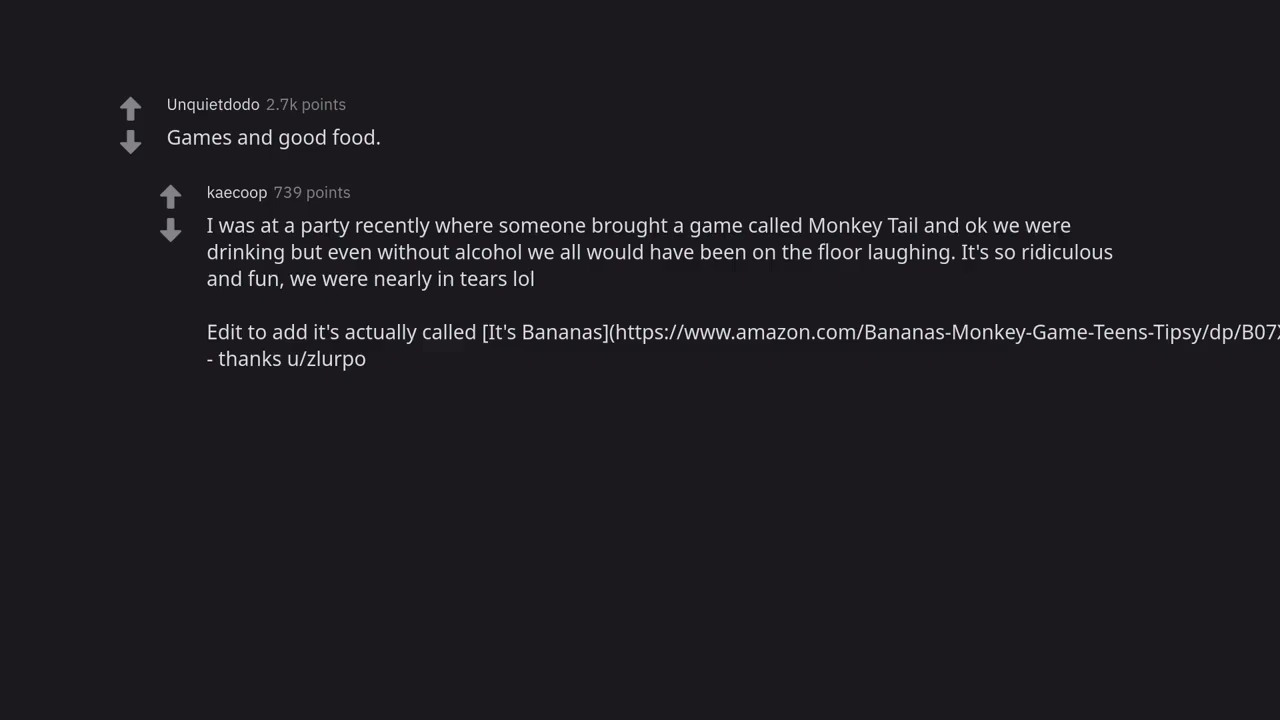 Unquietdodo 2.7k points
Games and good food.
kaecoop 739 points
I was at a party recently where someone brought a game called Monkey Tail and ok we were
drinking but even without alcohol we all would have been on the floor laughing. It's so ridiculous
and fun, we were nearly in tears lol
Edit to add it's actually called [It's Bananas](https://www.amazon.com/Bananas-Monkey-Game-Teens-Tipsy/dp/B07
- thanks u/zlurpo